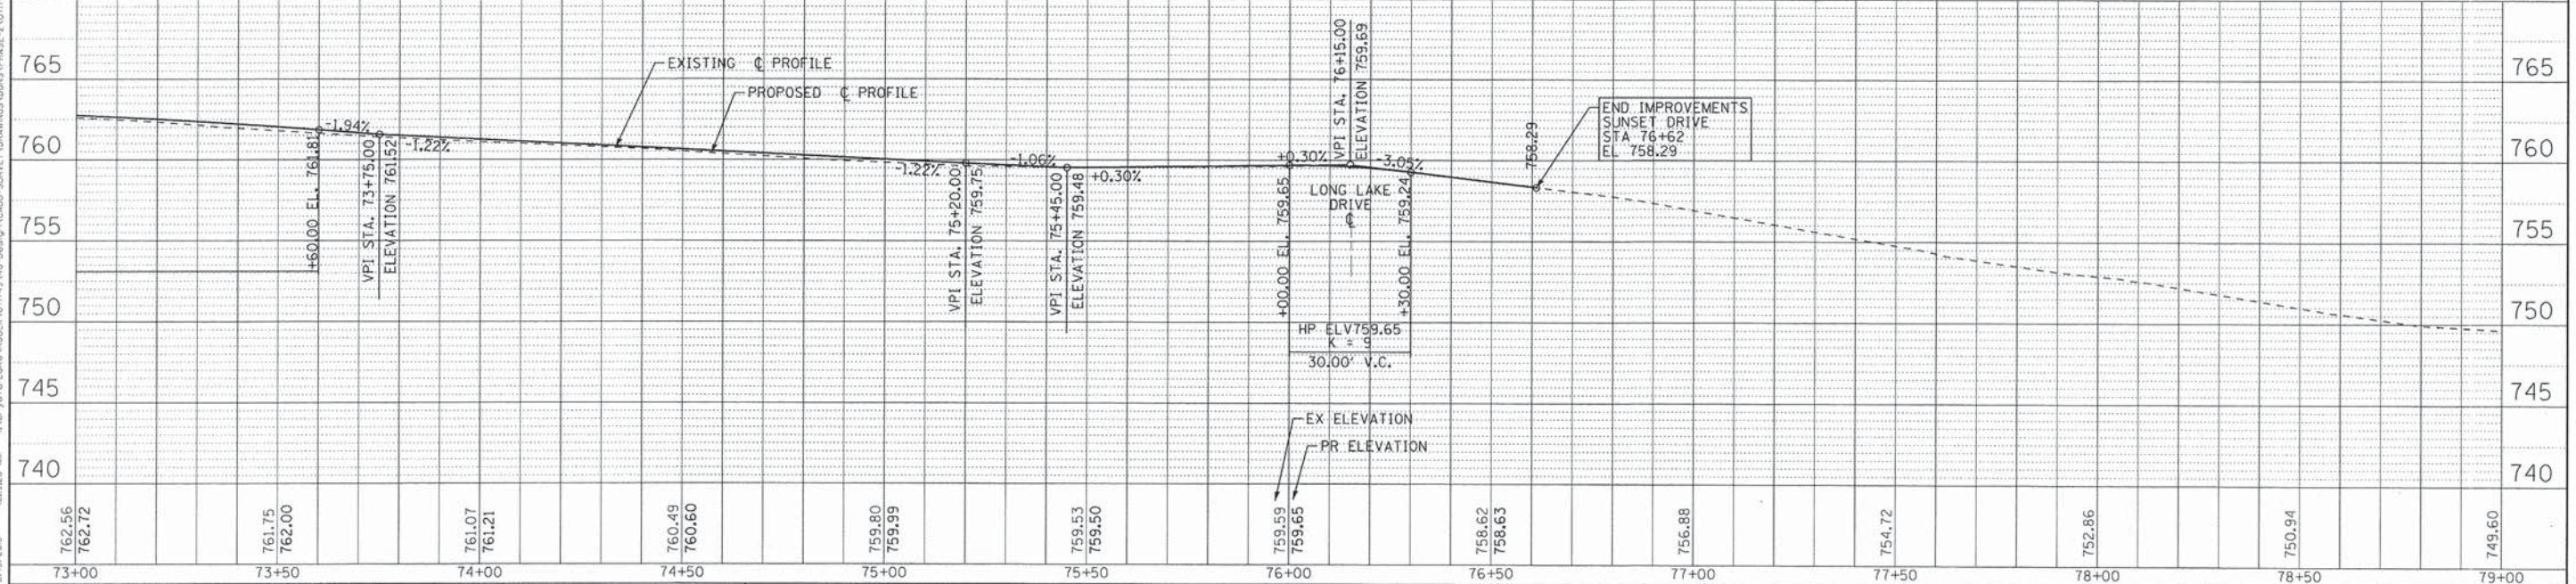 765
760
755
750
745
740
EXISTING ℄ PROFILE
PROPOSED ℄ PROFILE
+60.00 EL. 761.81
-1.94%
VPI STA. 73+75.00
ELEVATION 761.52
-1.22%
-1.22%
VPI STA. 75+20.00
ELEVATION 759.75
-1.06%
VPI STA. 75+45.00
ELEVATION 759.48
+0.30%
+0.30%
VPI STA. 76+15.00
ELEVATION 759.69
-3.05%
+00.00 EL. 759.65
LONG LAKE
DRIVE
℄
+30.00 EL. 759.24
HP ELV759.65
K = 9
30.00' V.C.
758.29
END IMPROVEMENTS
SUNSET DRIVE
STA 76+62
EL 758.29
EX ELEVATION
PR ELEVATION
765
760
755
750
745
740
762.56
762.72
761.75
762.00
761.07
761.21
760.49
760.60
759.80
759.99
759.53
759.50
759.59
759.65
758.62
758.63
756.88
754.72
752.86
750.94
749.60
73+00
73+50
74+00
74+50
75+00
75+50
76+00
76+50
77+00
77+50
78+00
78+50
79+00